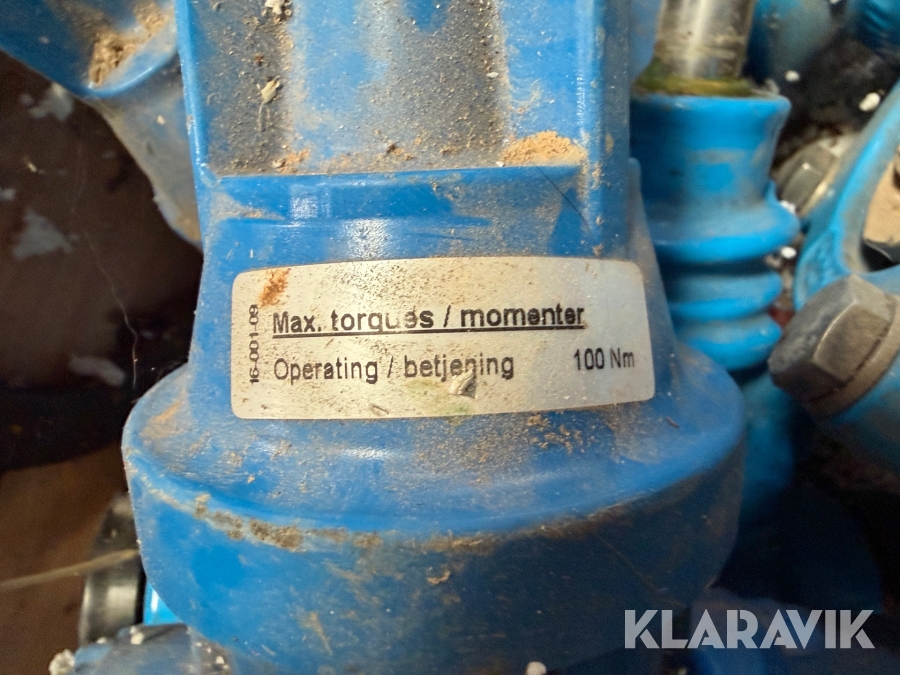 16-001-09
Max. torques / momenter
Operating / betjening 100 Nm
KLARAVIK